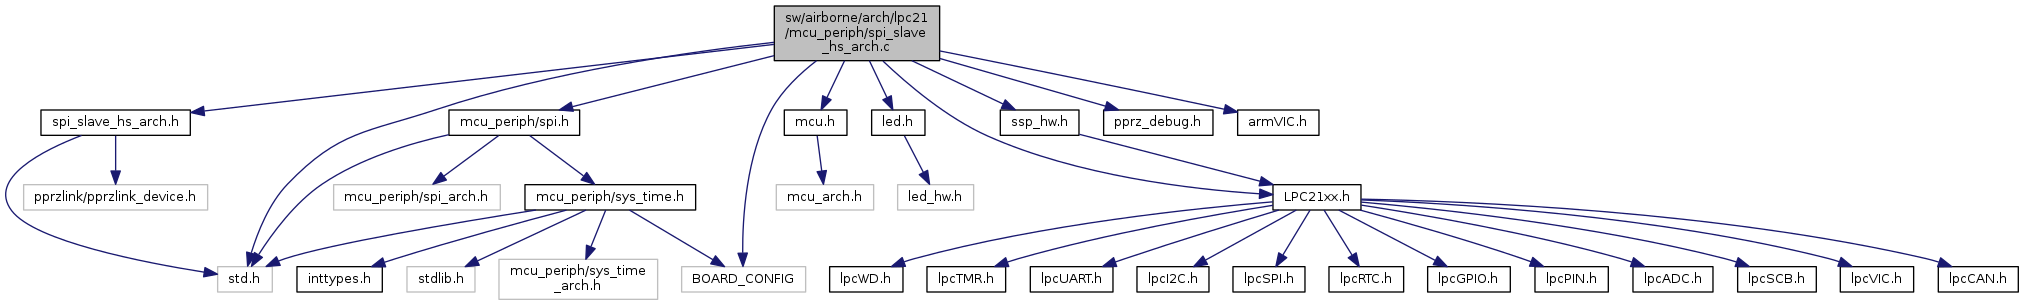 sw/airborne/arch/lpc21
/mcu_periph/spi_slave
_hs_arch.c
spi_slave_hs_arch.h
mcu_periph/spi.h
mcu.h
led.h
ssp_hw.h
pprz_debug.h
armVIC.h
pprzlink/pprzlink_device.h
mcu_periph/spi_arch.h
mcu_periph/sys_time.h
mcu_arch.h
led_hw.h
LPC21xx.h
std.h
inttypes.h
stdlib.h
mcu_periph/sys_time
_arch.h
BOARD_CONFIG
lpcWD.h
lpcTMR.h
lpcUART.h
lpcI2C.h
lpcSPI.h
lpcRTC.h
lpcGPIO.h
lpcPIN.h
lpcADC.h
lpcSCB.h
lpcVIC.h
lpcCAN.h